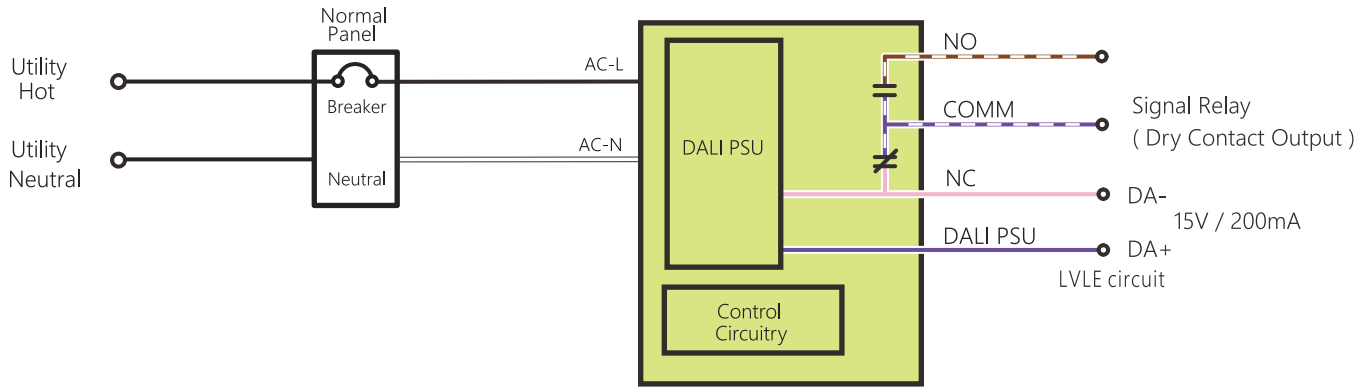 Normal
Panel
Utility
Hot
Breaker
AC-L
Utility
Neutral
Neutral
AC-N
DALI PSU
Control
Circuitry
NO
COMM
Signal Relay
( Dry Contact Output )
NC
DA-
15V / 200mA
DALI PSU
DA+
LVLE circuit